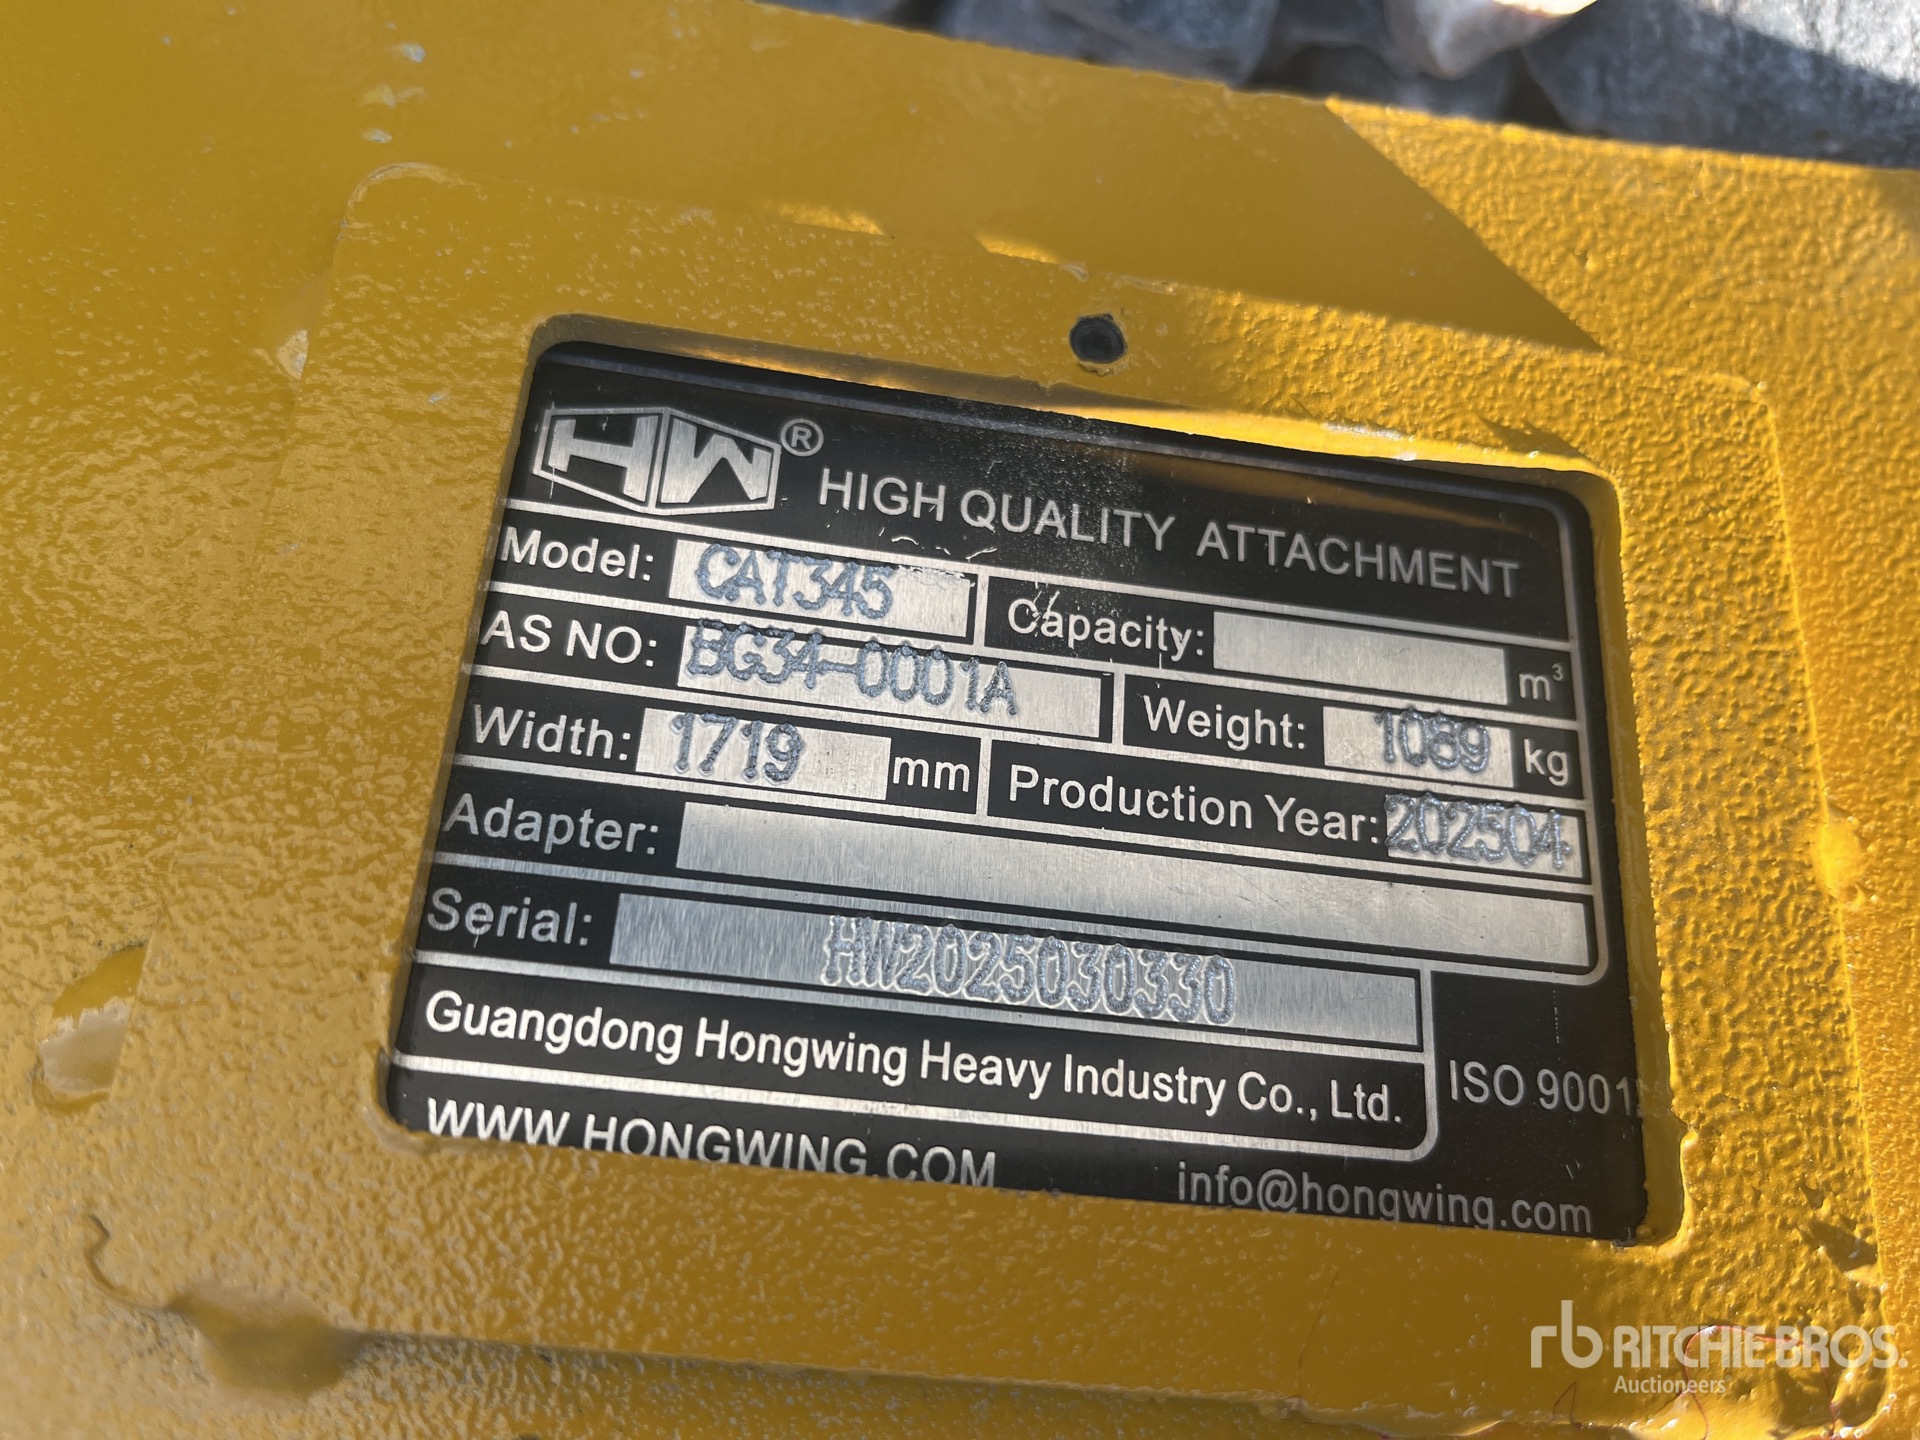 HW® HIGH QUALITY ATTACHMENT
Model: CAT345 Capacity: m³
AS NO: BG34-0001A Weight: 1089 kg
Width: 1719 mm Production Year: 202504
Adapter:
Serial: HW2025030330
Guangdong Hongwing Heavy Industry Co., Ltd. ISO 9001
WWW.HONGWING.COM info@hongwing.com
rb RITCHIE BROS.
Auctioneers